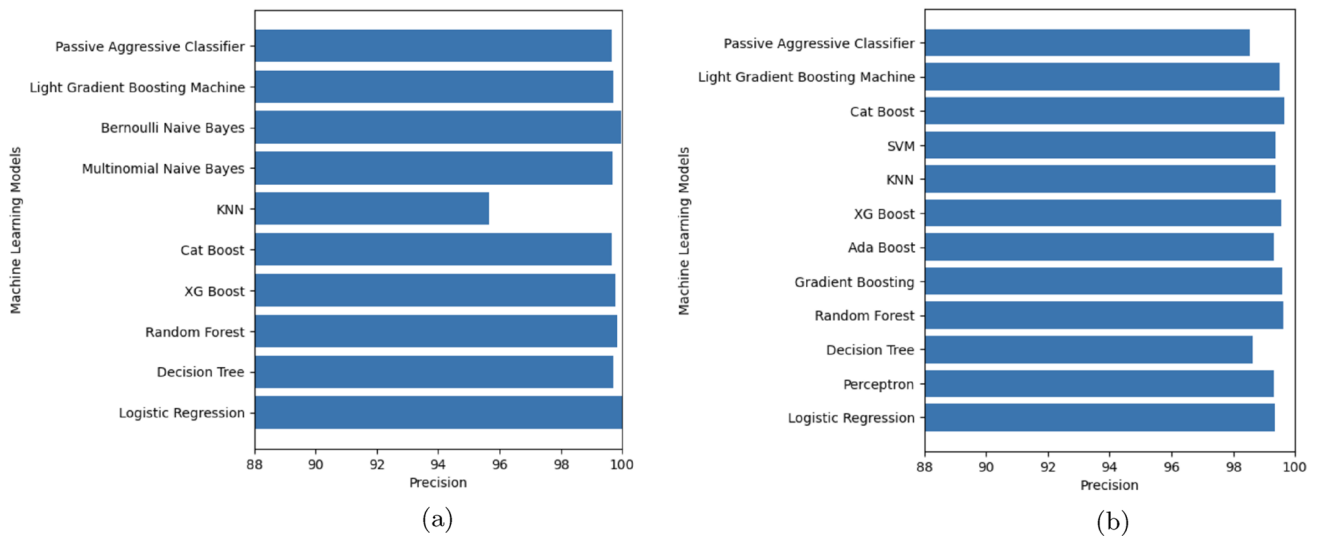 Machine Learning Models
Passive Aggressive Classifier
Light Gradient Boosting Machine
Bernoulli Naive Bayes
Multinomial Naive Bayes
KNN
Cat Boost
XG Boost
Random Forest
Decision Tree
Logistic Regression
88 90 92 94 96 98 100
Precision
(a)
Machine Learning Models
Passive Aggressive Classifier
Light Gradient Boosting Machine
Cat Boost
SVM
KNN
XG Boost
Ada Boost
Gradient Boosting
Random Forest
Decision Tree
Perceptron
Logistic Regression
88 90 92 94 96 98 100
Precision
(b)